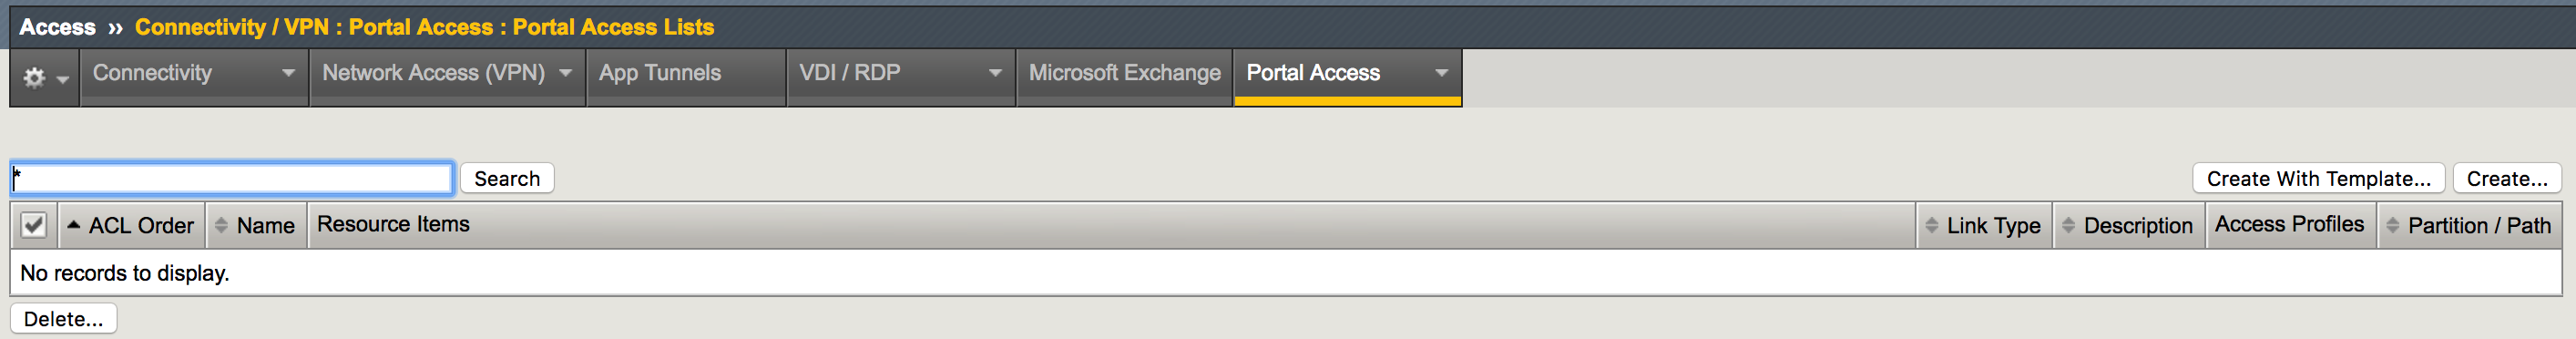 Access » Connectivity / VPN : Portal Access : Portal Access Lists
Connectivity Network Access (VPN) App Tunnels VDI / RDP Microsoft Exchange Portal Access
* Search Create With Template... Create...
ACL Order Name Resource Items Link Type Description Access Profiles Partition / Path
No records to display.
Delete...